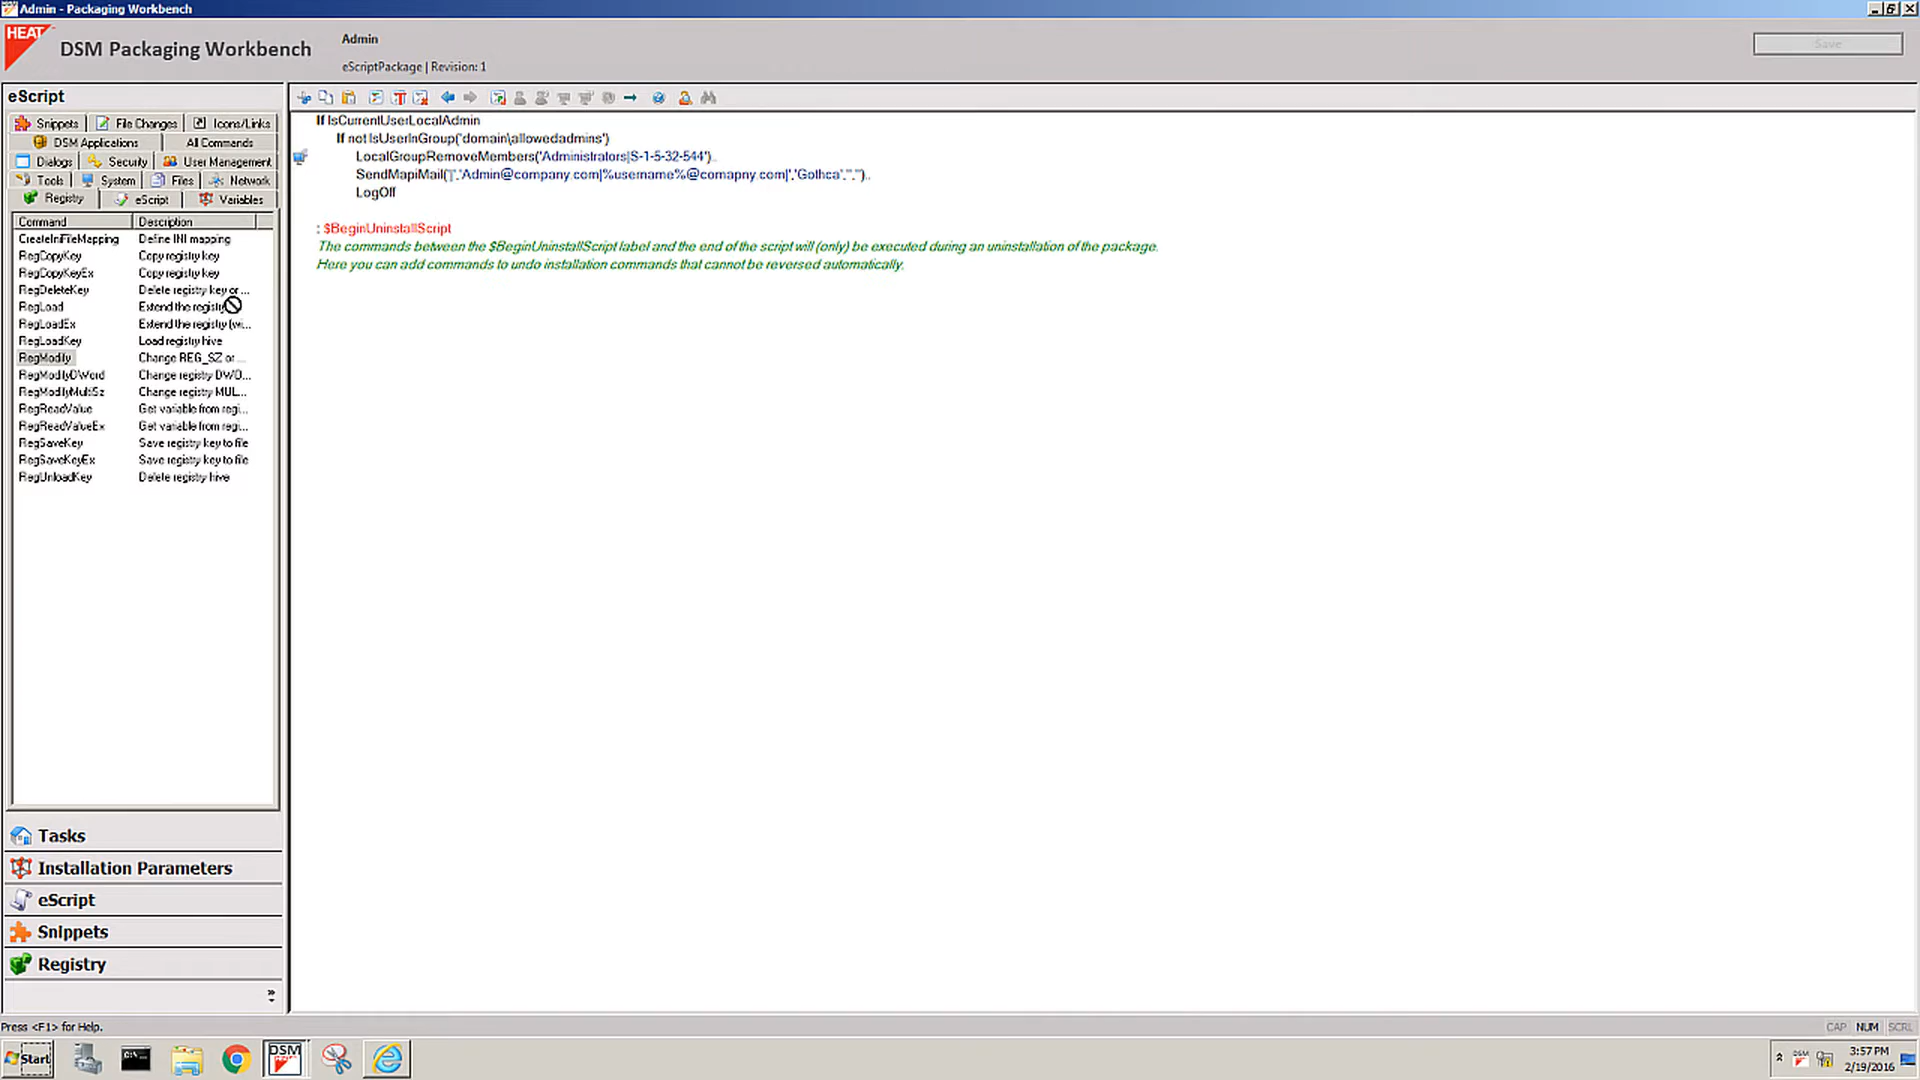 Admin - Packaging Workbench
HEAT
DSM Packaging Workbench
Admin
eScriptPackage | Revision: 1
Save
eScript
Snippets File Changes Icons/Links
DSM Applications All Commands
Dialogs Security User Management
Tools System Files Network
Registry eScript Variables
Command Description
CreateIniFileMapping Define INI mapping
RegCopyKey Copy registry key
RegCopyKeyEx Copy registry key
RegDeleteKey Delete registry key or ...
RegLoad Extend the registry
RegLoadEx Extend the registry (wi...
RegLoadKey Load registry hive
RegModify Change REG_SZ or ...
RegModifyDWord Change registry DWO...
RegModifyMultiSz Change registry MUL...
RegReadValue Get variable from regi...
RegReadValueEx Get variable from regi...
RegSaveKey Save registry key to file
RegSaveKeyEx Save registry key to file
RegUnloadKey Delete registry hive
If IsCurrentUserLocalAdmin
If not IsUserInGroup('domain\allowedadmins')
LocalGroupRemoveMembers('Administrators|S-1-5-32-544')..
SendMapiMail('|','Admin@company.com|%username%@comapny.com|','Gothca','','')..
LogOff
: $BeginUninstallScript
The commands between the $BeginUninstallScript label and the end of the script will (only) be executed during an uninstallation of the package.
Here you can add commands to undo installation commands that cannot be reversed automatically.
Tasks
Installation Parameters
eScript
Snippets
Registry
Press <F1> for Help.
CAP NUM SCRL
Start
DSM
DSM
3:57 PM
2/19/2016